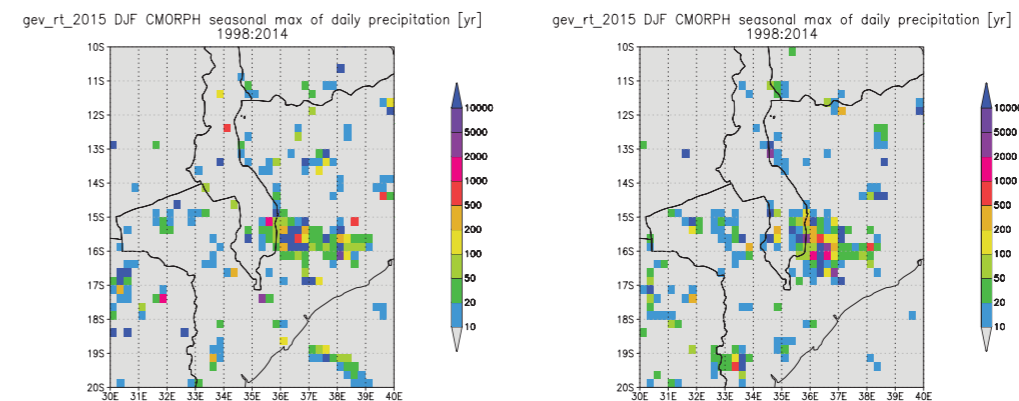 gev_rt_2015 DJF CMORPH seasonal max of daily precipitation [yr]
1998:2014
10S
11S
12S
13S
14S
15S
16S
17S
18S
19S
20S
30E 31E 32E 33E 34E 35E 36E 37E 38E 39E 40E
10000
5000
2000
1000
500
200
100
50
20
10
gev_rt_2015 DJF CMORPH seasonal max of daily precipitation [yr]
1998:2014
10S
11S
12S
13S
14S
15S
16S
17S
18S
19S
20S
30E 31E 32E 33E 34E 35E 36E 37E 38E 39E 40E
10000
5000
2000
1000
500
200
100
50
20
10